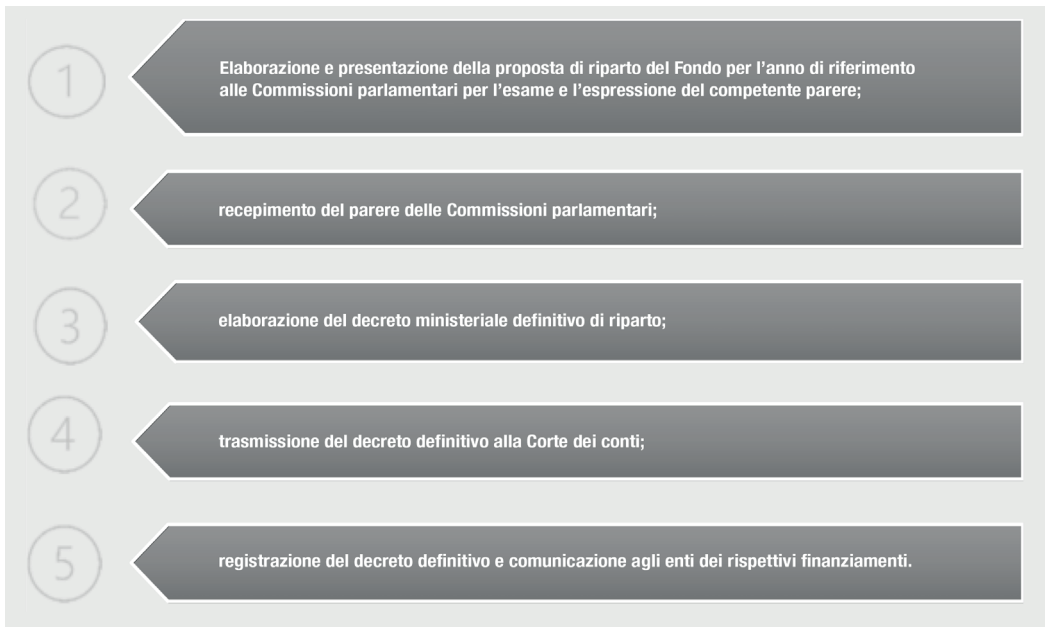 1
Elaborazione e presentazione della proposta di riparto del Fondo per l’anno di riferimento
alle Commissioni parlamentari per l’esame e l’espressione del competente parere;
2
recepimento del parere delle Commissioni parlamentari;
3
elaborazione del decreto ministeriale definitivo di riparto;
4
trasmissione del decreto definitivo alla Corte dei conti;
5
registrazione del decreto definitivo e comunicazione agli enti dei rispettivi finanziamenti.